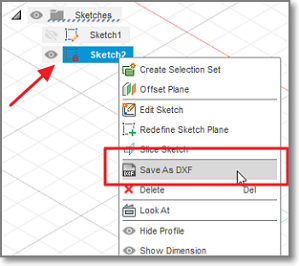 Sketches
Sketch1
Sketch2
Create Selection Set
Offset Plane
Edit Sketch
Redefine Sketch Plane
Slice Sketch
Save As DXF
Delete Del
Look At
Hide Profile
Show Dimension